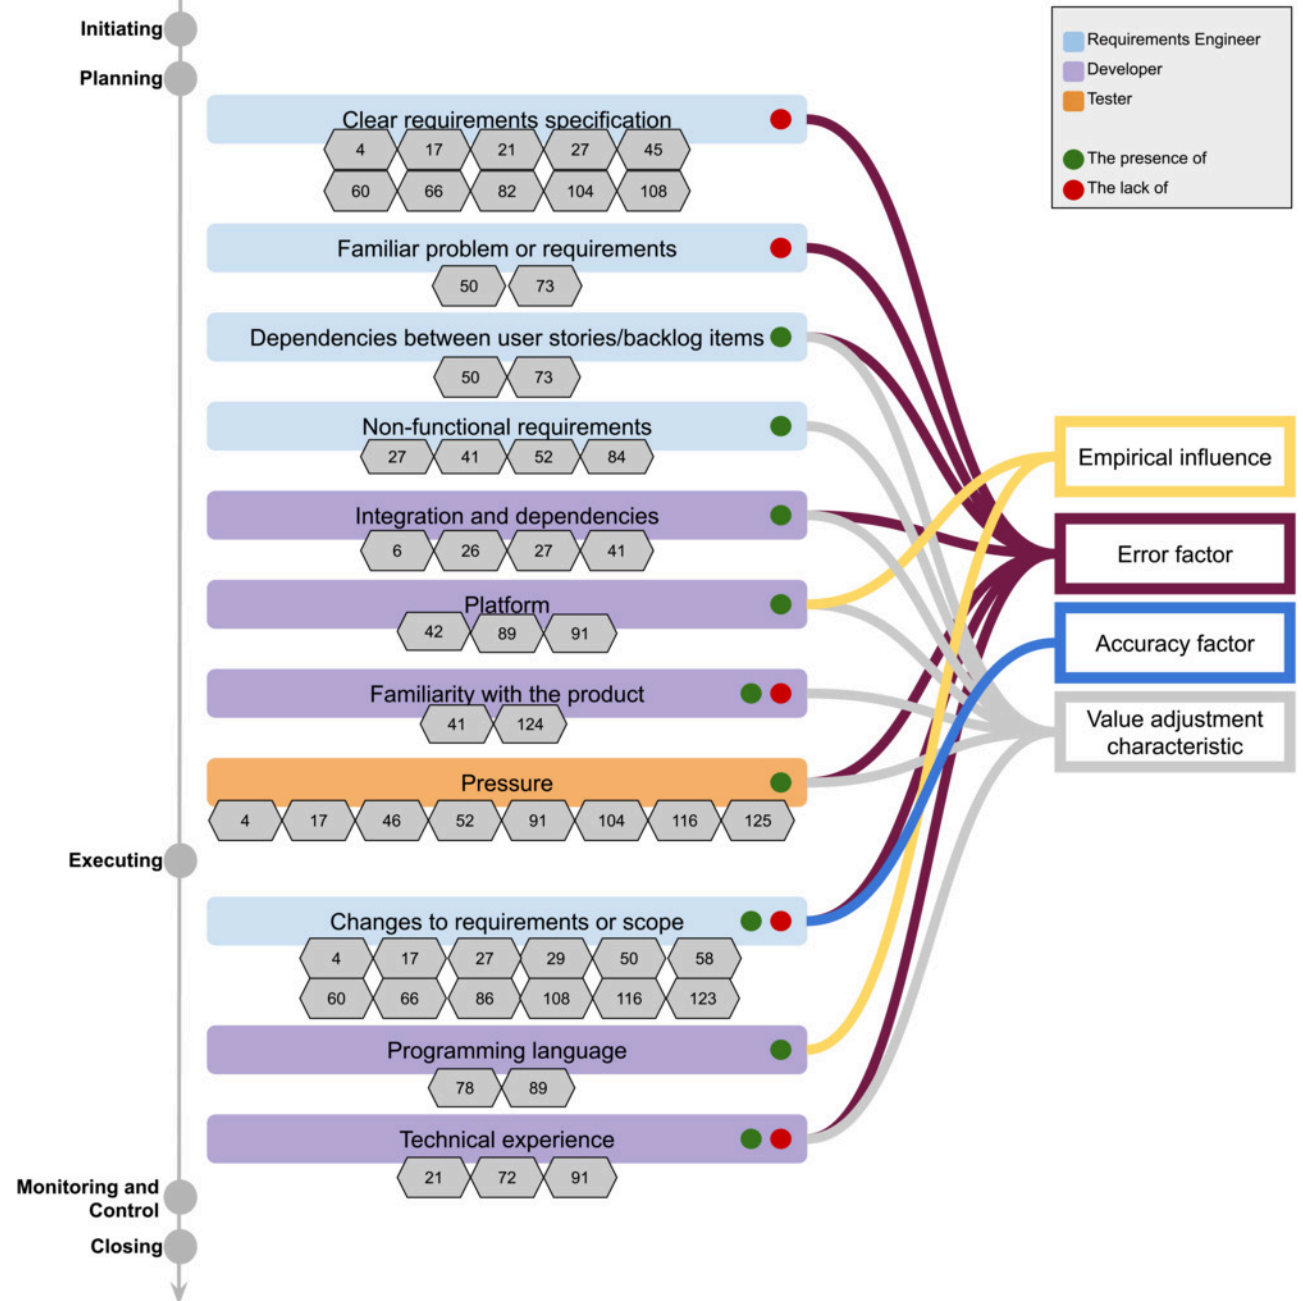 Initiating
Planning
Requirements Engineer
Developer
Tester
The presence of
The lack of
Clear requirements specification
4 17 21 27 45
60 66 82 104 108
Familiar problem or requirements
50 73
Dependencies between user stories/backlog items
50 73
Non-functional requirements
27 41 52 84
Integration and dependencies
6 26 27 41
Platform
42 89 91
Familiarity with the product
41 124
Pressure
4 17 46 52 91 104 116 125
Empirical influence
Error factor
Accuracy factor
Value adjustment
characteristic
Executing
Changes to requirements or scope
4 17 27 29 50 58
60 66 86 108 116 123
Programming language
78 89
Technical experience
21 72 91
Monitoring and
Control
Closing